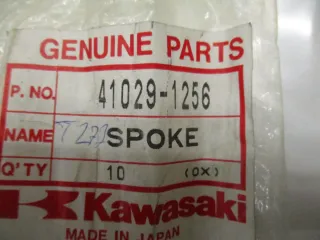 GENUINE PARTS
P. NO. 41029-1256
NAME SPOKE
Q'TY 10 (OX)
Kawasaki
MADE IN JAPAN